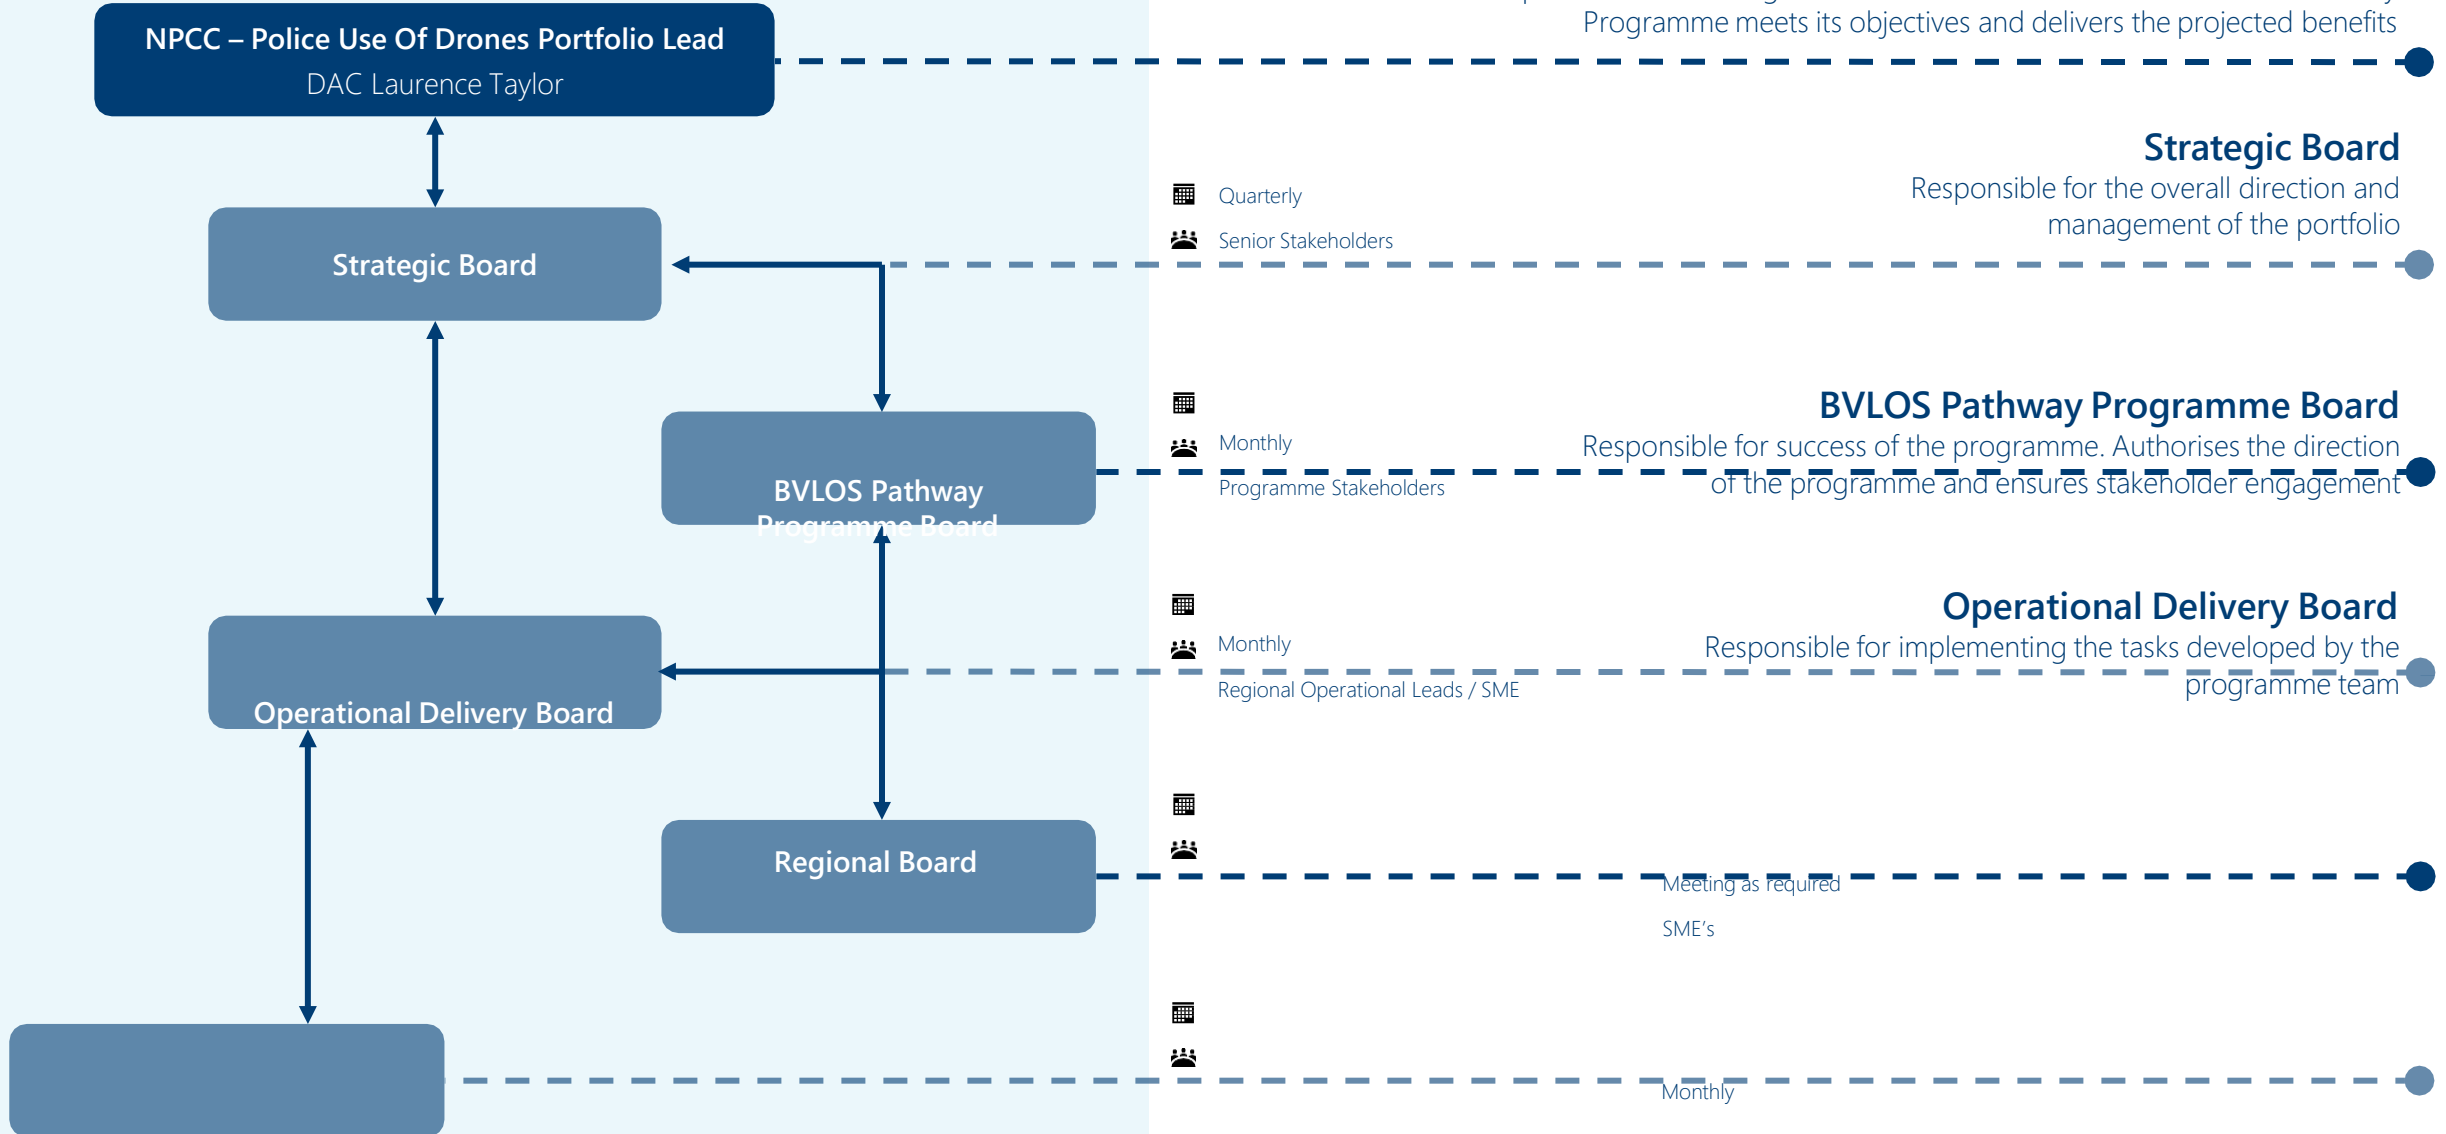 NPCC – Police Use Of Drones Portfolio Lead
DAC Laurence Taylor
Programme meets its objectives and delivers the projected benefits
Strategic Board
Strategic Board
Responsible for the overall direction and
management of the portfolio
Quarterly
Senior Stakeholders
BVLOS Pathway
Programme Board
BVLOS Pathway Programme Board
Responsible for success of the programme. Authorises the direction
of the programme and ensures stakeholder engagement
Monthly
Programme Stakeholders
Operational Delivery Board
Operational Delivery Board
Responsible for implementing the tasks developed by the
programme team
Monthly
Regional Operational Leads / SME
Regional Board
Meeting as required
SME's
Monthly